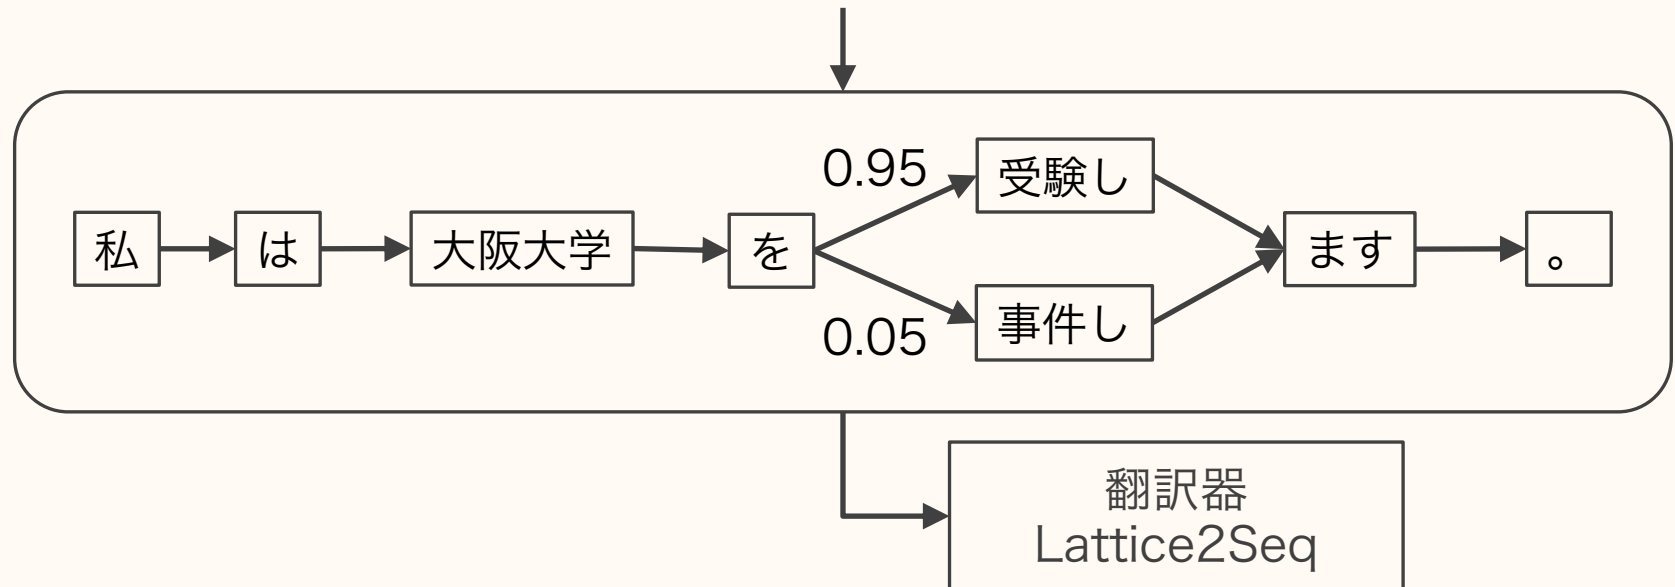 0.95
受験し
私
は
大阪大学
を
ます
。
0.05
事件し
翻訳器
Lattice2Seq